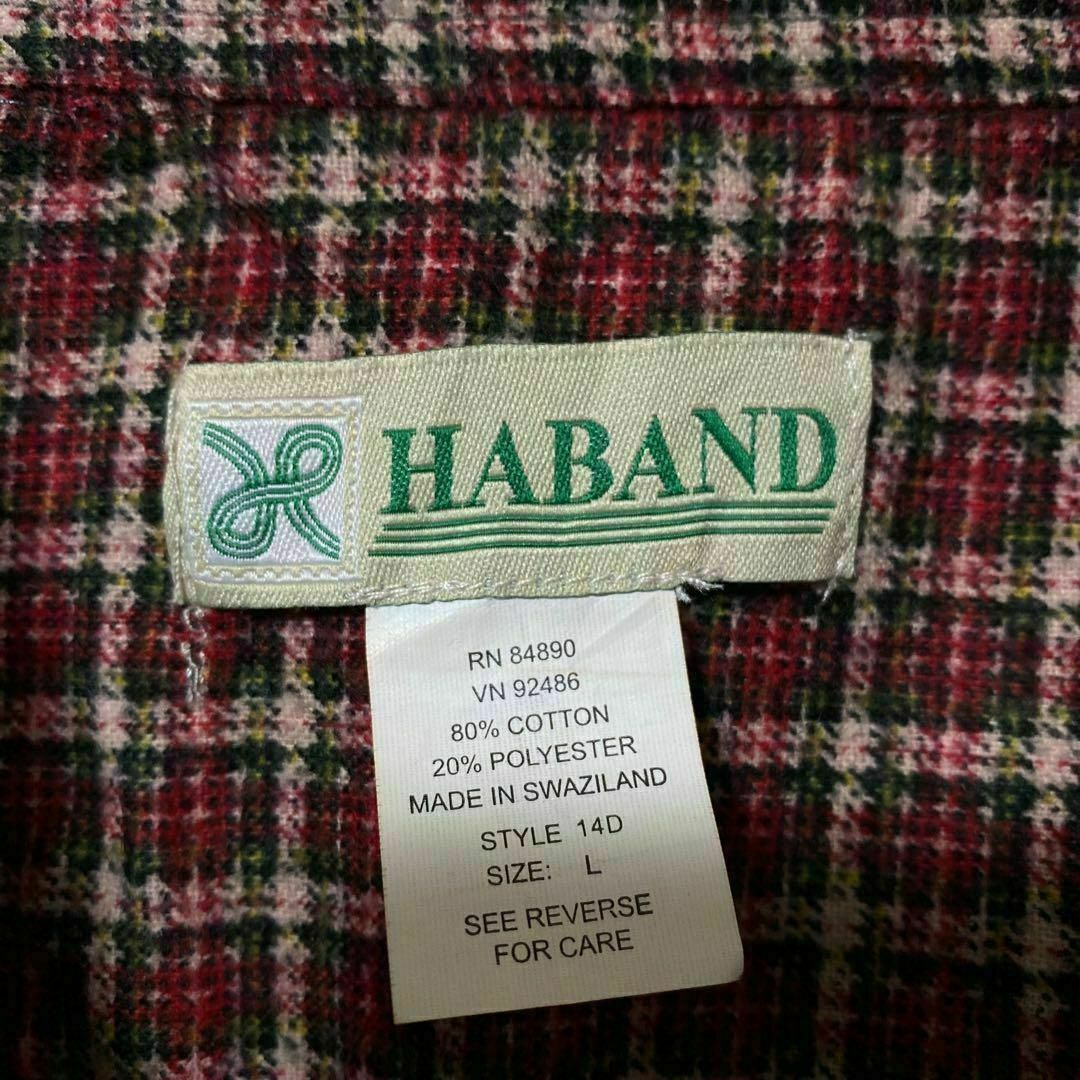 HABAND
RN 84890
VN 92486
80% COTTON
20% POLYESTER
MADE IN SWAZILAND
STYLE 14D
SIZE: L
SEE REVERSE
FOR CARE